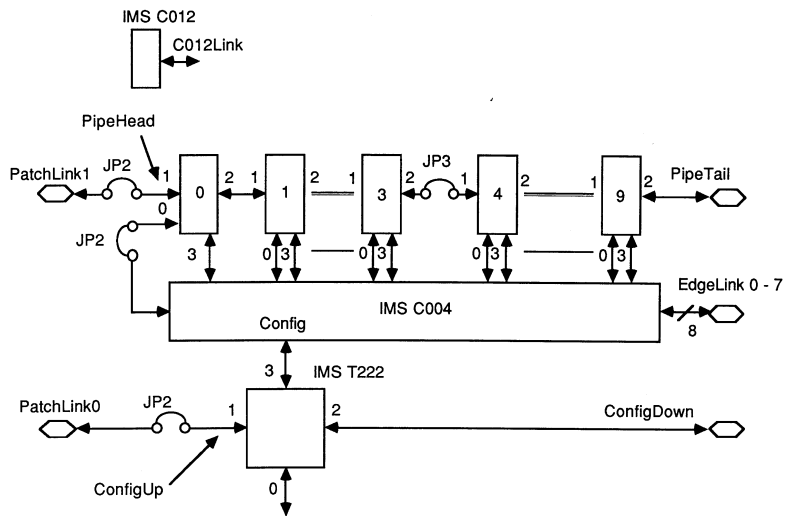 IMS C012
C012Link
PipeHead
PatchLink1
JP2
1
0
0
2
1
1
2
1
3
2
JP3
1
4
2
1
9
2
PipeTail
JP2
3
0
3
0
3
0
3
0
3
IMS C004
EdgeLink 0 - 7
8
Config
3
IMS T222
PatchLink0
JP2
1
2
ConfigDown
ConfigUp
0